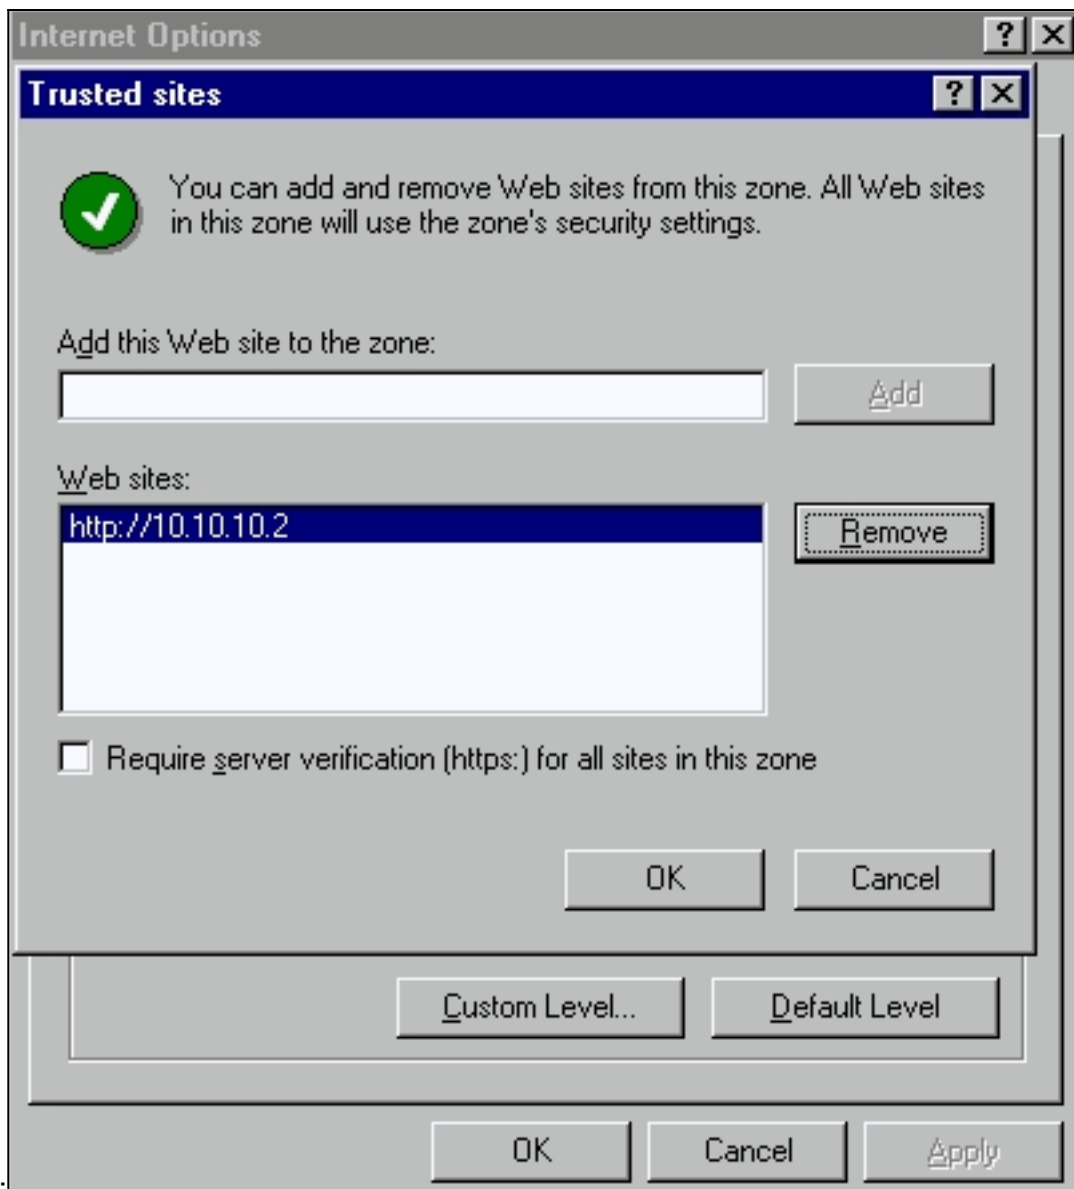 Internet Options
Trusted sites
You can add and remove Web sites from this zone. All Web sites
in this zone will use the zone's security settings.
Add this Web site to the zone:
Add
Web sites:
http://10.10.10.2
Remove
Require server verification (https:) for all sites in this zone
OK Cancel
Custom Level... Default Level
OK Cancel Apply
.